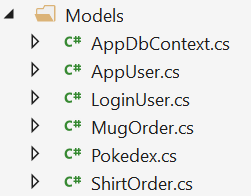 Models
C# AppDbContext.cs
C# AppUser.cs
C# LoginUser.cs
C# MugOrder.cs
C# Pokedex.cs
C# ShirtOrder.cs